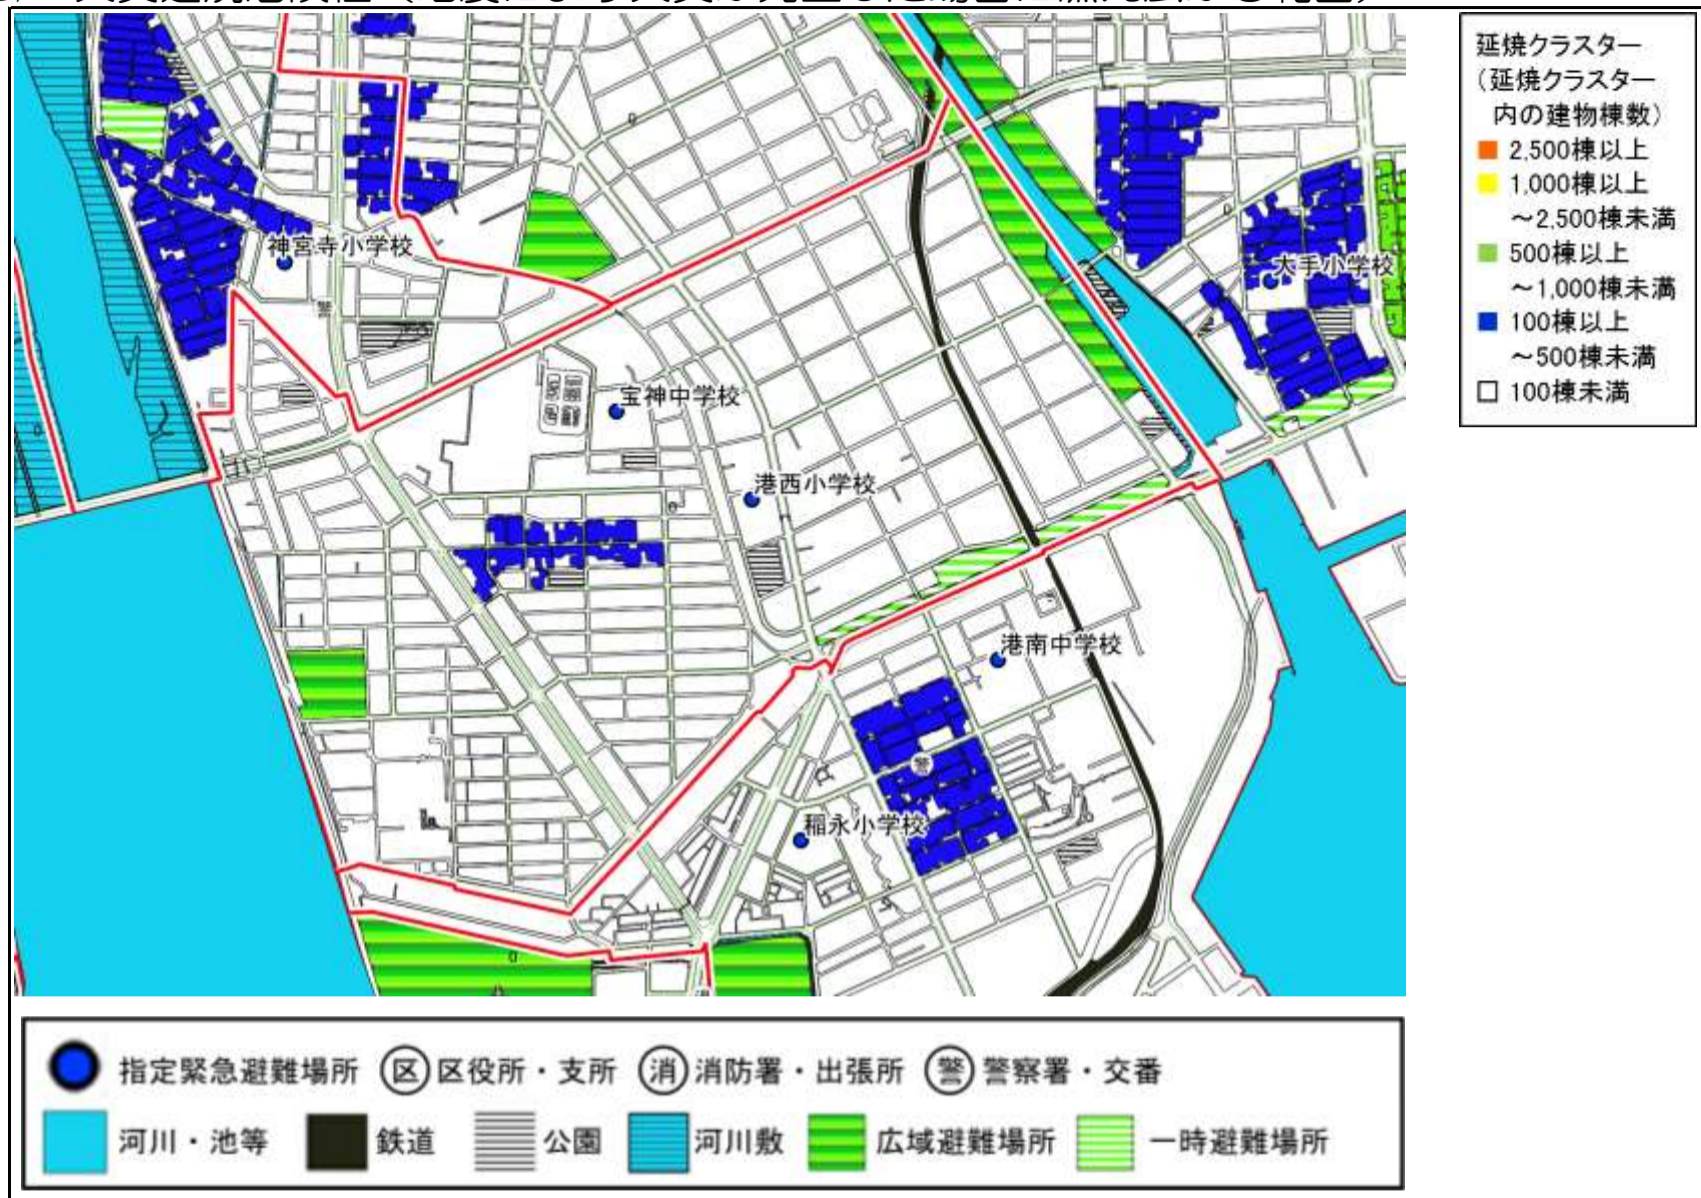 延焼クラスター
（延焼クラスター
内の建物棟数）
2,500棟以上
1,000棟以上
～2,500棟未満
500棟以上
～1,000棟未満
100棟以上
～500棟未満
100棟未満
神宮寺小学校
大手小学校
宝神中学校
港西小学校
港南中学校
警
稲永小学校
指定緊急避難場所 区 区役所・支所 消 消防署・出張所 警 警察署・交番
河川・池等 鉄道 公園 河川敷 広域避難場所 一時避難場所